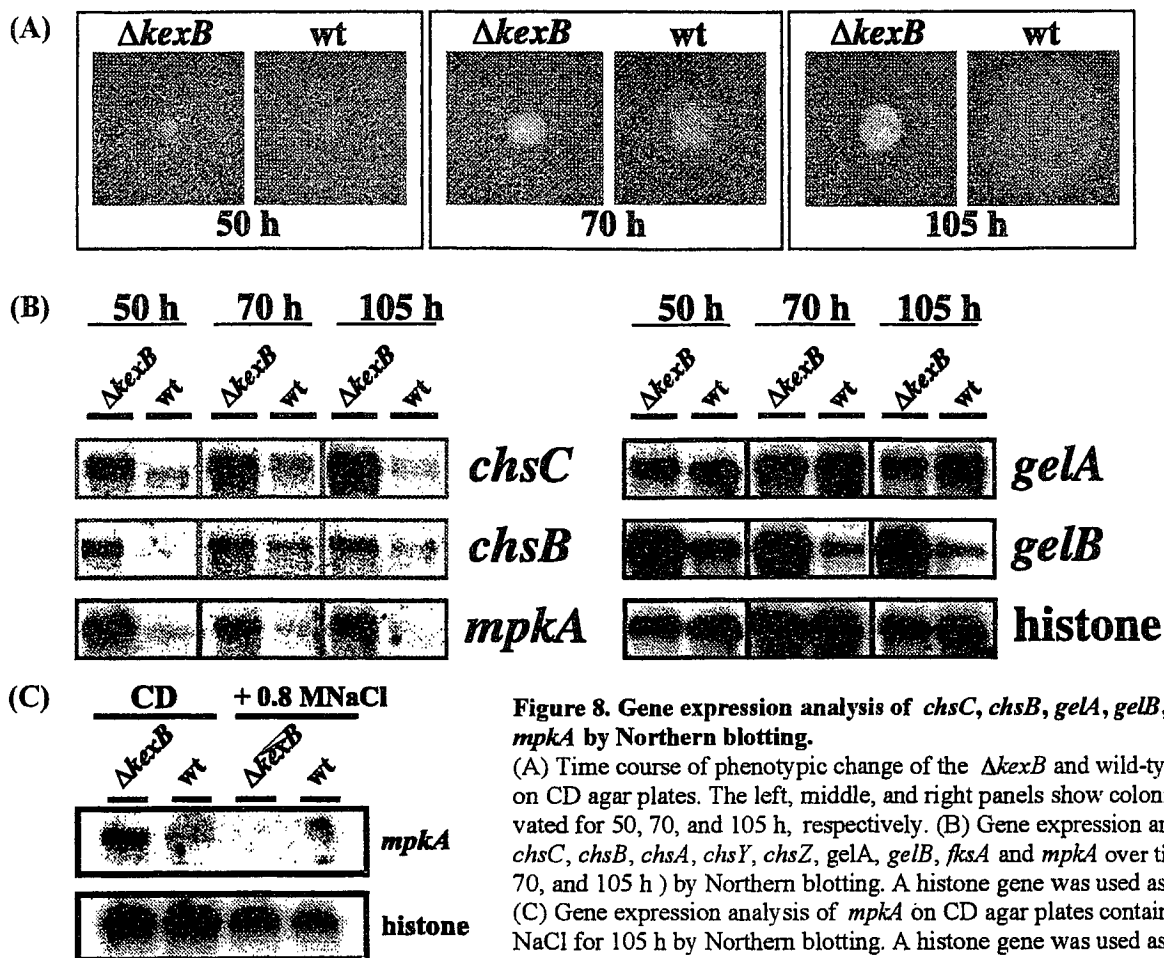 (A)
ΔkexB wt ΔkexB wt ΔkexB wt
50 h 70 h 105 h
(B)
50 h 70 h 105 h 50 h 70 h 105 h
ΔkexB wt ΔkexB wt ΔkexB wt ΔkexB wt ΔkexB wt ΔkexB wt
chsC gelA
chsB gelB
mpkA histone
(C)
CD + 0.8 MNaCl
ΔkexB wt ΔkexB wt
mpkA
histone
Figure 8. Gene expression analysis of chsC, chsB, gelA, gelB,
mpkA by Northern blotting.
(A) Time course of phenotypic change of the ΔkexB and wild-ty
on CD agar plates. The left, middle, and right panels show coloni
vated for 50, 70, and 105 h, respectively. (B) Gene expression an
chsC, chsB, chsA, chsY, chsZ, gelA, gelB, fksA and mpkA over ti
70, and 105 h ) by Northern blotting. A histone gene was used as
(C) Gene expression analysis of mpkA on CD agar plates contain
NaCl for 105 h by Northern blotting. A histone gene was used as